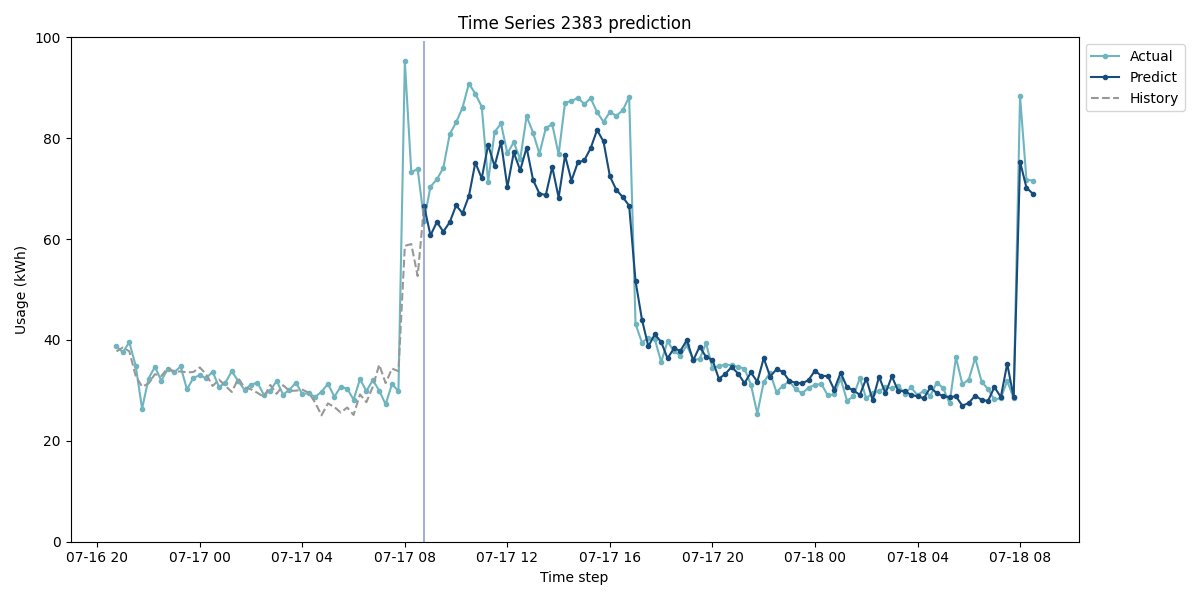 Time Series 2383 prediction
100
80
60
40
20
0
Usage (kWh)
07-16 20
07-17 00
07-17 04
07-17 08
07-17 12
07-17 16
07-17 20
07-18 00
07-18 04
07-18 08
Time step
Actual
Predict
History